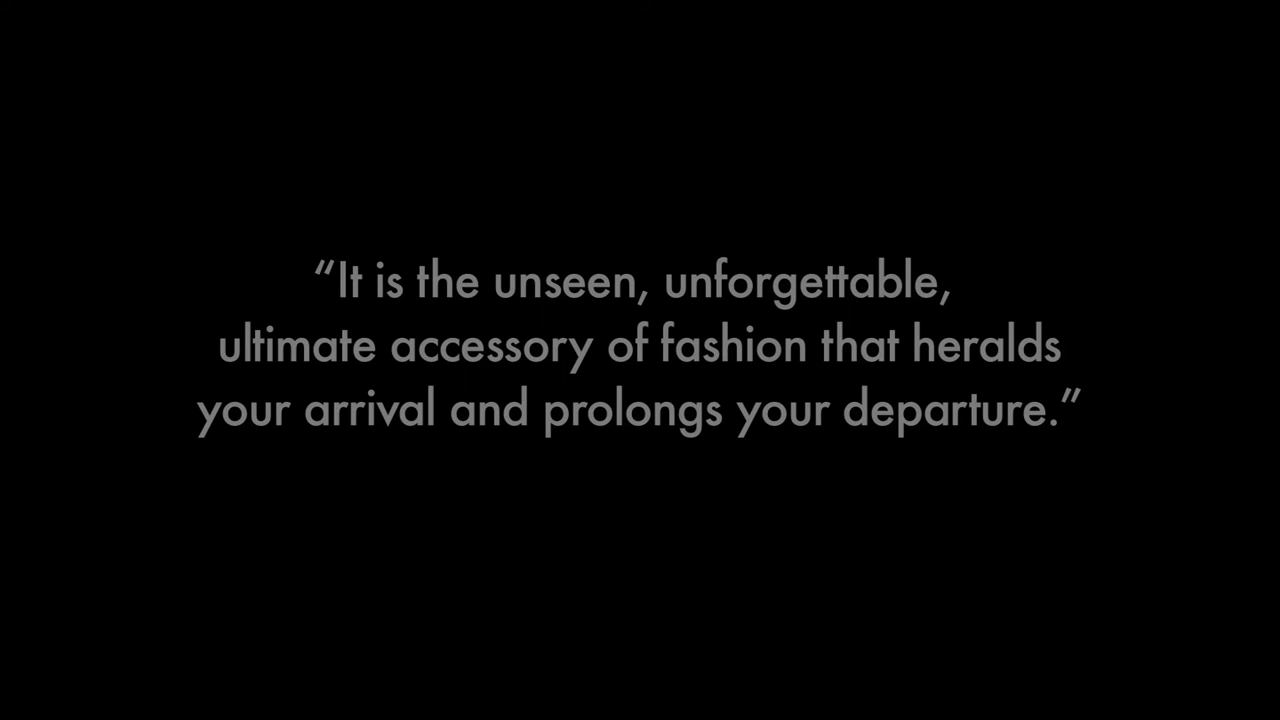 “It is the unseen, unforgettable,
ultimate accessory of fashion that heralds
your arrival and prolongs your departure.”